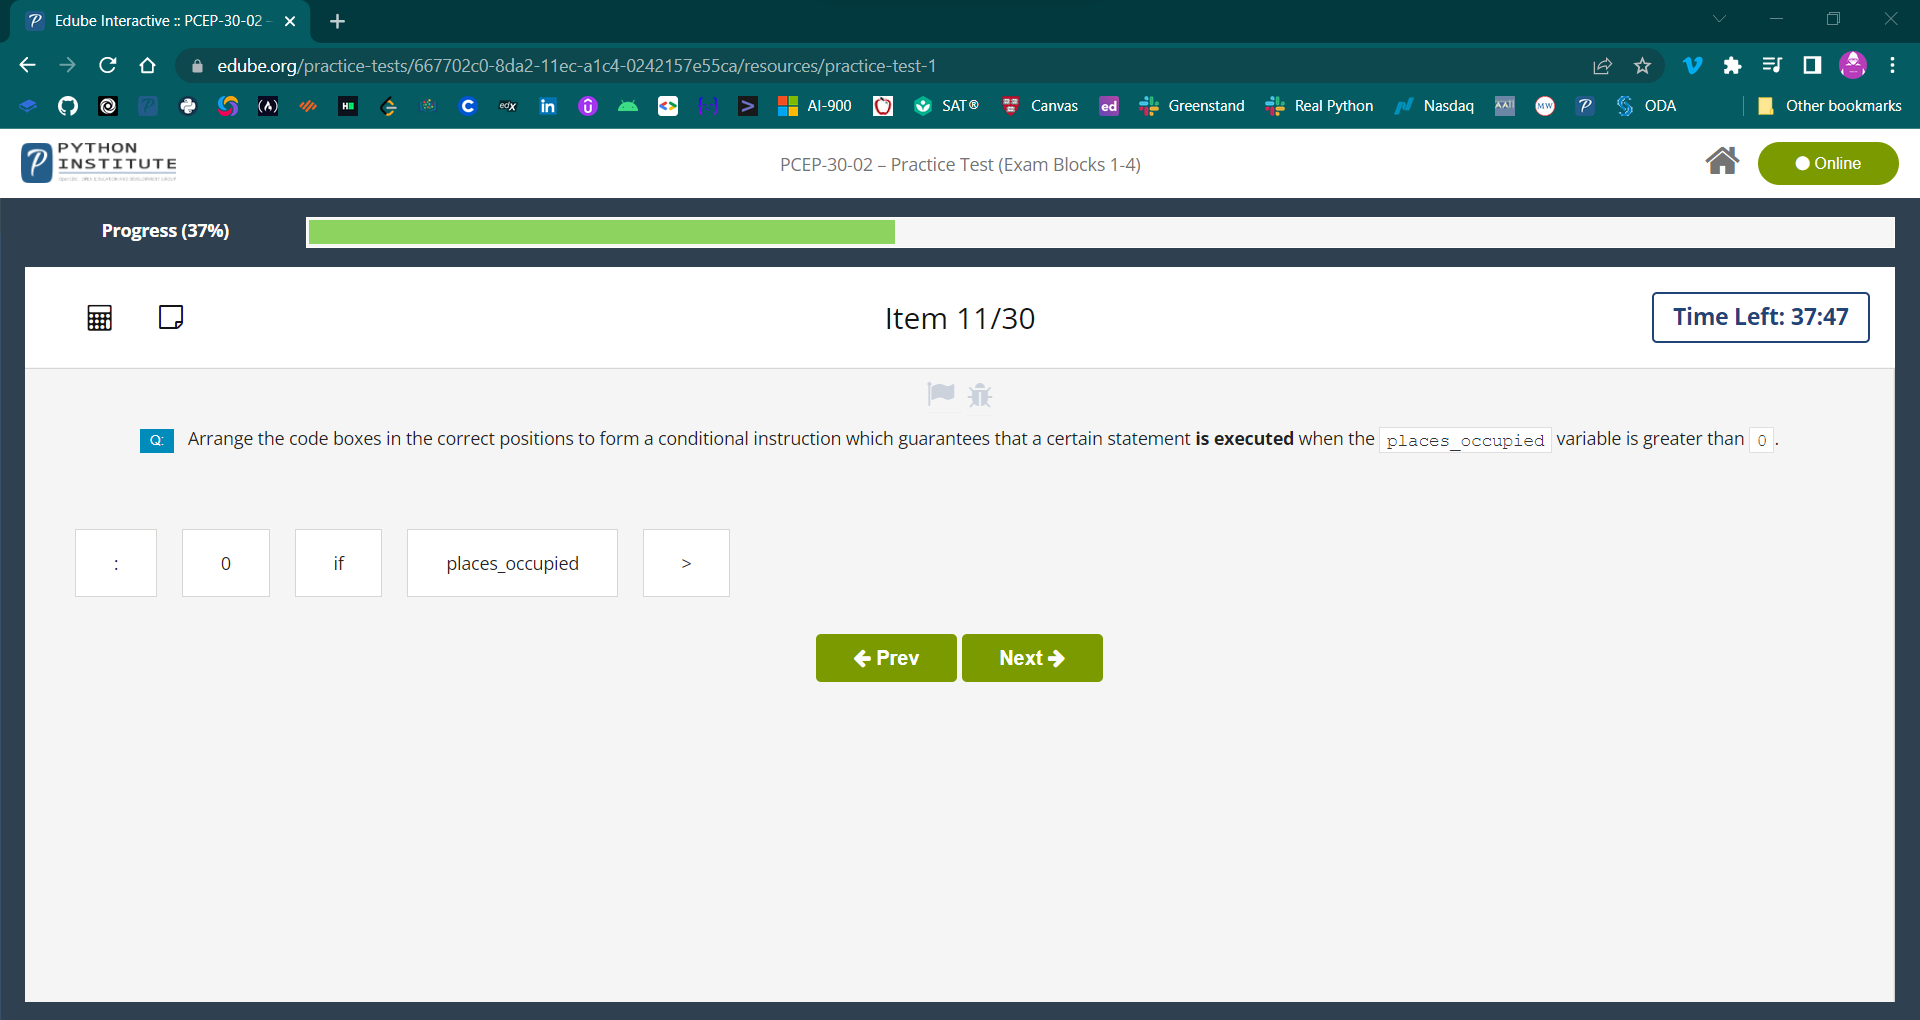 Edube Interactive :: PCEP-30-02 -
edube.org/practice-tests/667702c0-8da2-11ec-a1c4-0242157e55ca/resources/practice-test-1
AI-900
SAT®
Canvas
ed
Greenstand
Real Python
Nasdaq
MW
ODA
Other bookmarks
PYTHON
INSTITUTE
PCEP-30-02 – Practice Test (Exam Blocks 1-4)
Online
Progress (37%)
Item 11/30
Time Left: 37:47
Q: Arrange the code boxes in the correct positions to form a conditional instruction which guarantees that a certain statement is executed when the places_occupied variable is greater than 0.
: 0 if places_occupied >
Prev Next